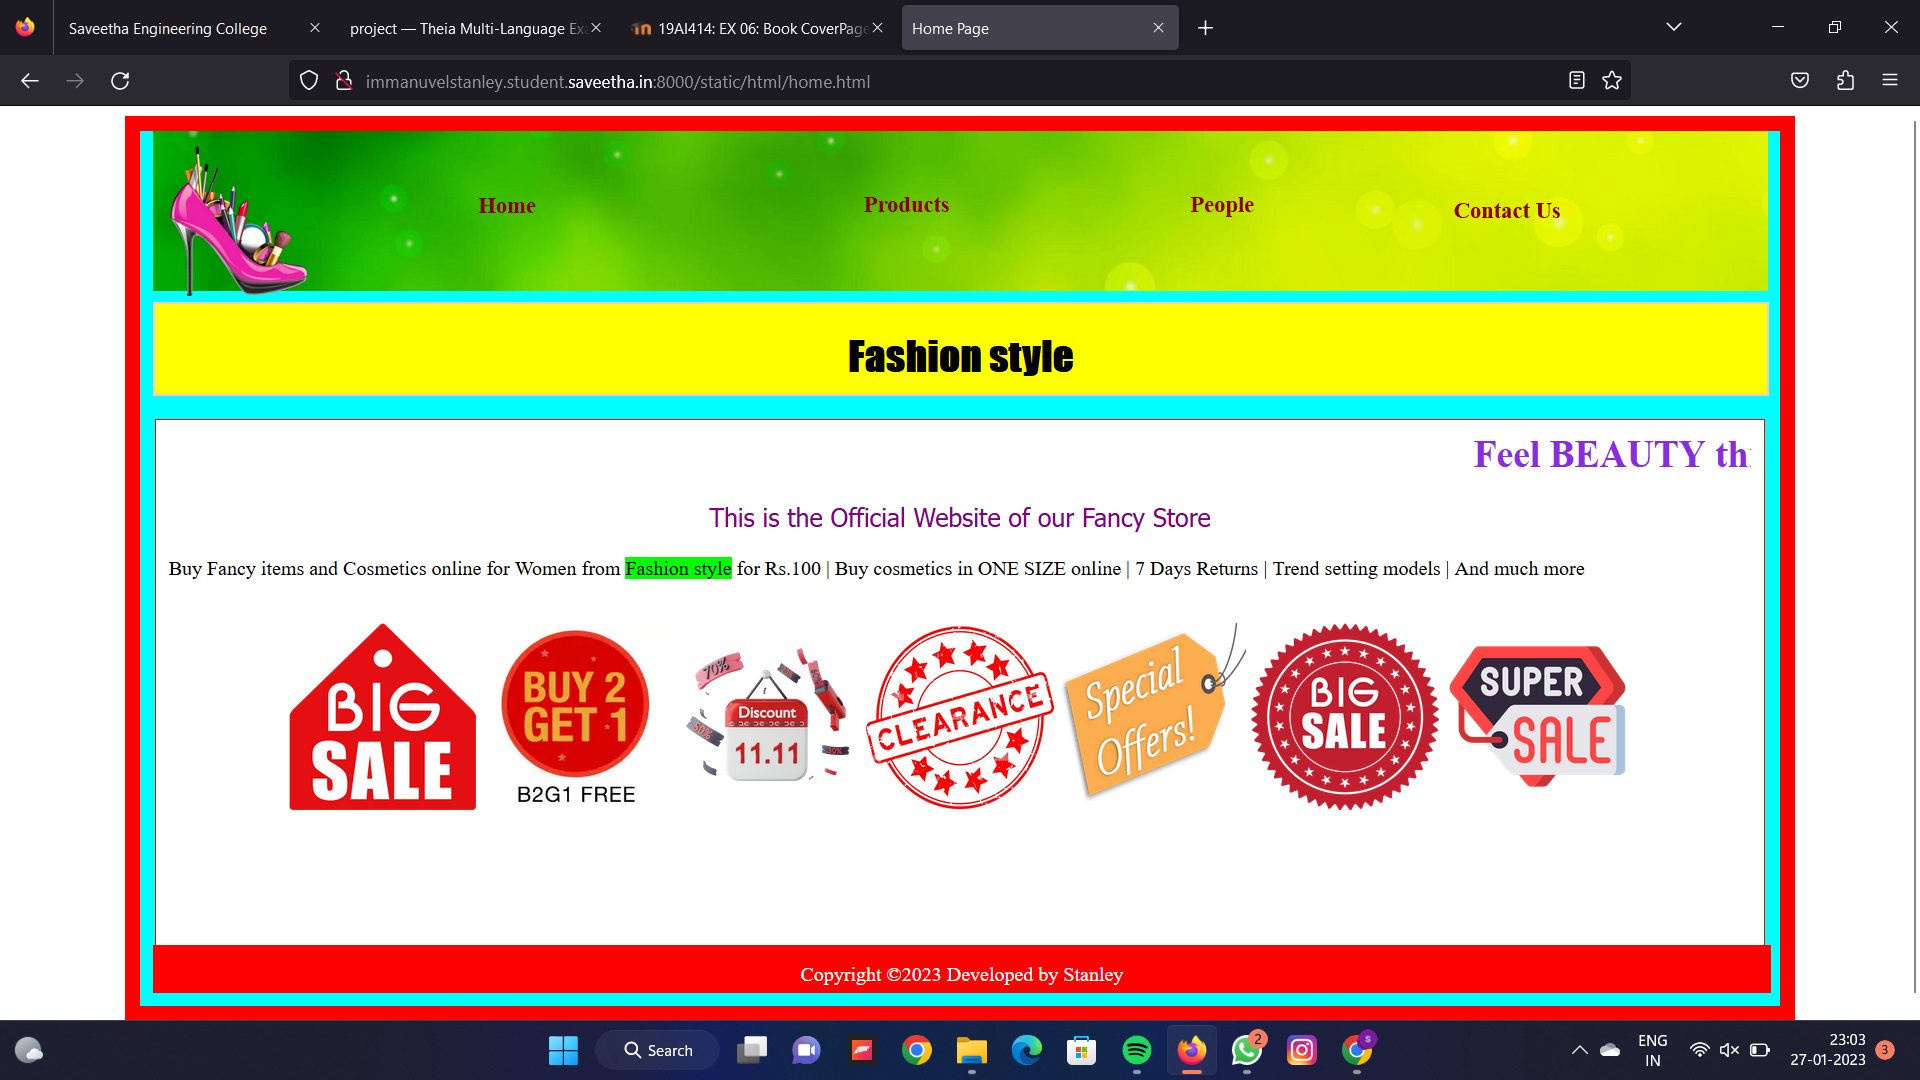 Saveetha Engineering College
project — Theia Multi-Language Ex
19AI414: EX 06: Book CoverPage
Home Page
immanuvelstanley.student.saveetha.in:8000/static/html/home.html
Home
Products
People
Contact Us
Fashion style
Feel BEAUTY th
This is the Official Website of our Fancy Store
Buy Fancy items and Cosmetics online for Women from Fashion style for Rs.100 | Buy cosmetics in ONE SIZE online | 7 Days Returns | Trend setting models | And much more
BIG
SALE
BUY 2
GET 1
B2G1 FREE
70%
50%
Discount
11.11
CLEARANCE
Special
Offers!
BIG
SALE
SUPER
SALE
Copyright ©2023 Developed by Stanley
Search
2
S
ENG
IN
23:03
27-01-2023
3